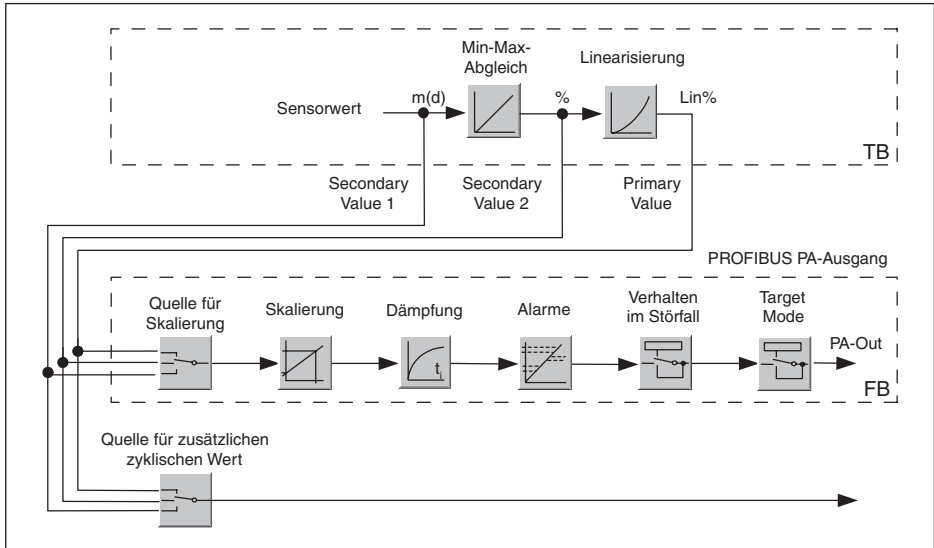 Min-Max-
Abgleich
Linearisierung
Sensorwert
m(d)
%
Lin%
TB
Secondary
Value 1
Secondary
Value 2
Primary
Value
PROFIBUS PA-Ausgang
Quelle für
Skalierung
Skalierung
Dämpfung
Alarme
Verhalten
im Störfall
Target
Mode
ti
PA-Out
FB
Quelle für zusätzlichen
zyklischen Wert